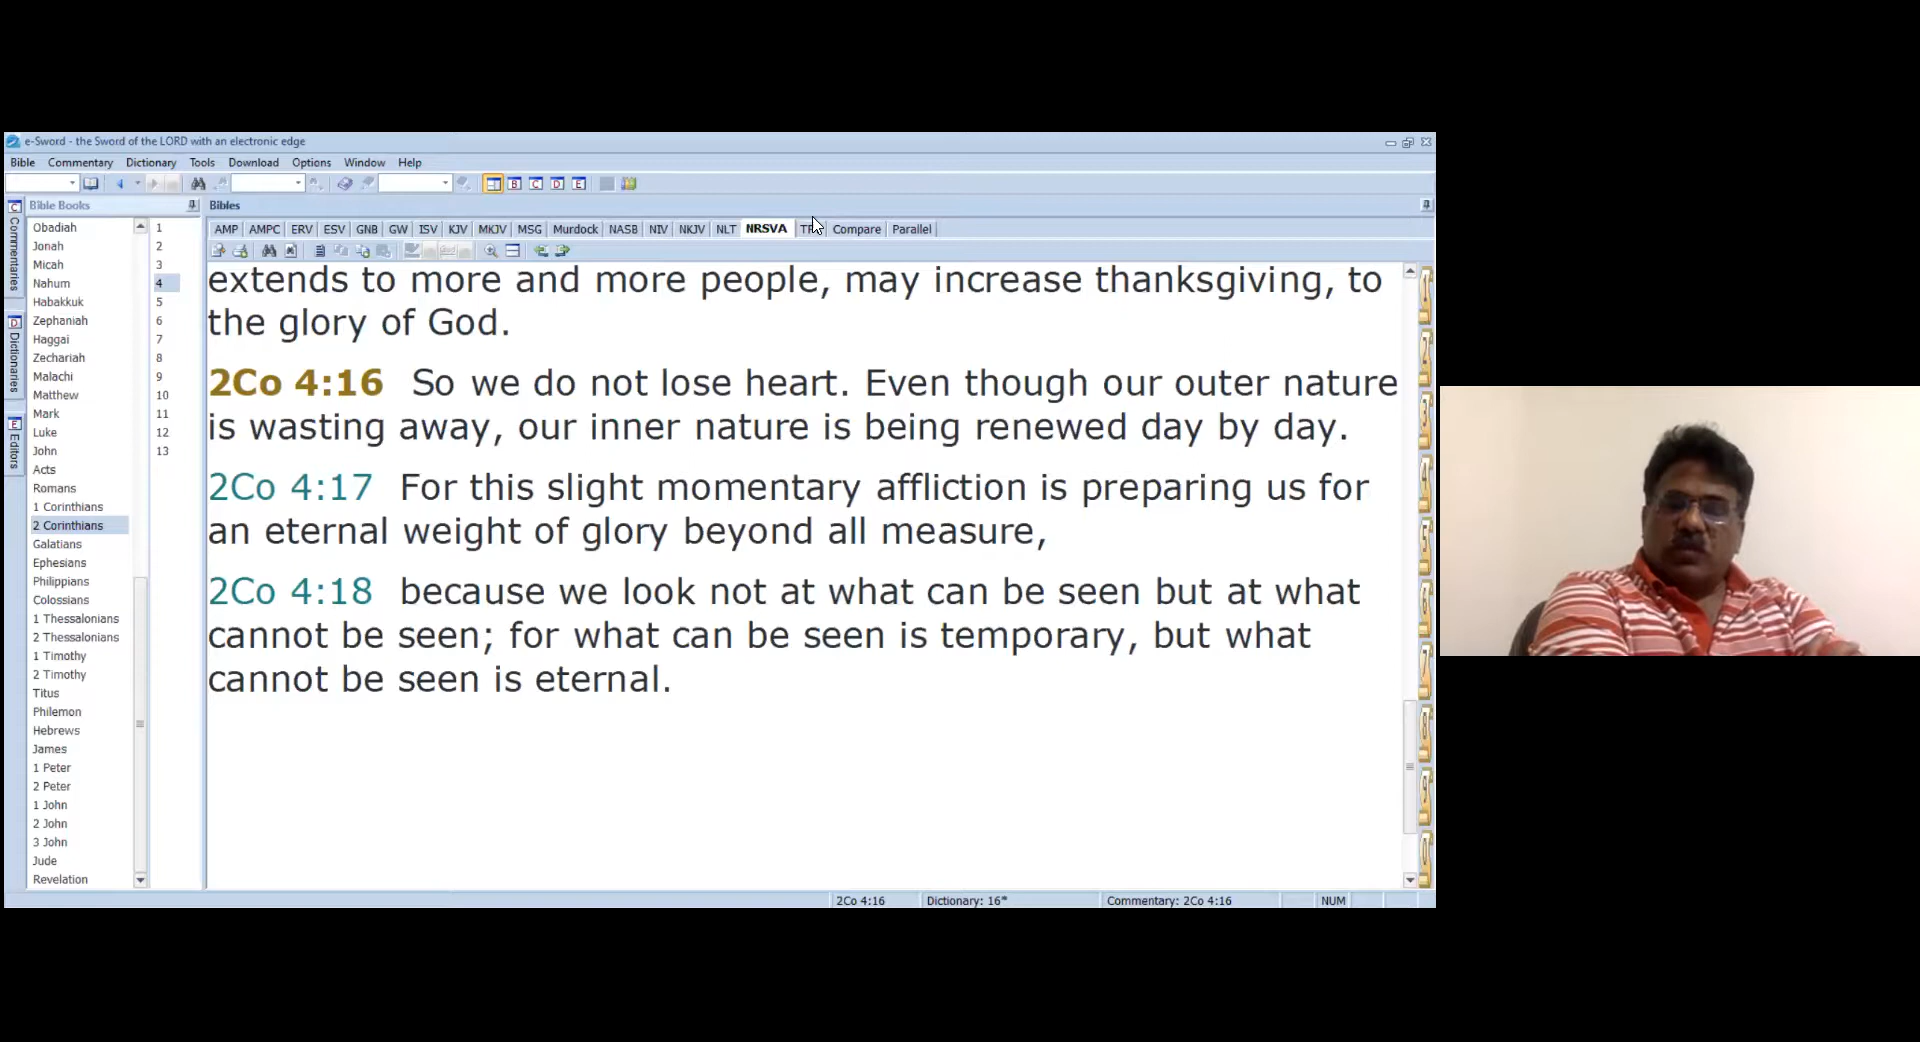 e-Sword - the Sword of the LORD with an electronic edge
Bible Commentary Dictionary Tools Download Options Window Help
B C D E
Bible Books
Bibles
Commentaries
Dictionaries
Editors
AMP AMPC ERV ESV GNB GW ISV KJV MKJV MSG Murdock NASB NIV NKJV NLT NRSVA Compare Parallel
Obadiah
Jonah
Micah
Nahum
Habakkuk
Zephaniah
Haggai
Zechariah
Malachi
Matthew
Mark
Luke
John
Acts
Romans
1 Corinthians
2 Corinthians
Galatians
Ephesians
Philippians
Colossians
1 Thessalonians
2 Thessalonians
1 Timothy
2 Timothy
Titus
Philemon
Hebrews
James
1 Peter
2 Peter
1 John
2 John
3 John
Jude
Revelation
1
2
3
4
5
6
7
8
9
10
11
12
13
extends to more and more people, may increase thanksgiving, to
the glory of God.
2Co 4:16 So we do not lose heart. Even though our outer nature
is wasting away, our inner nature is being renewed day by day.
2Co 4:17 For this slight momentary affliction is preparing us for
an eternal weight of glory beyond all measure,
2Co 4:18 because we look not at what can be seen but at what
cannot be seen; for what can be seen is temporary, but what
cannot be seen is eternal.
1
2
3
4
5
6
7
8
9
0
2Co 4:16 Dictionary: 16* Commentary: 2Co 4:16 NUM